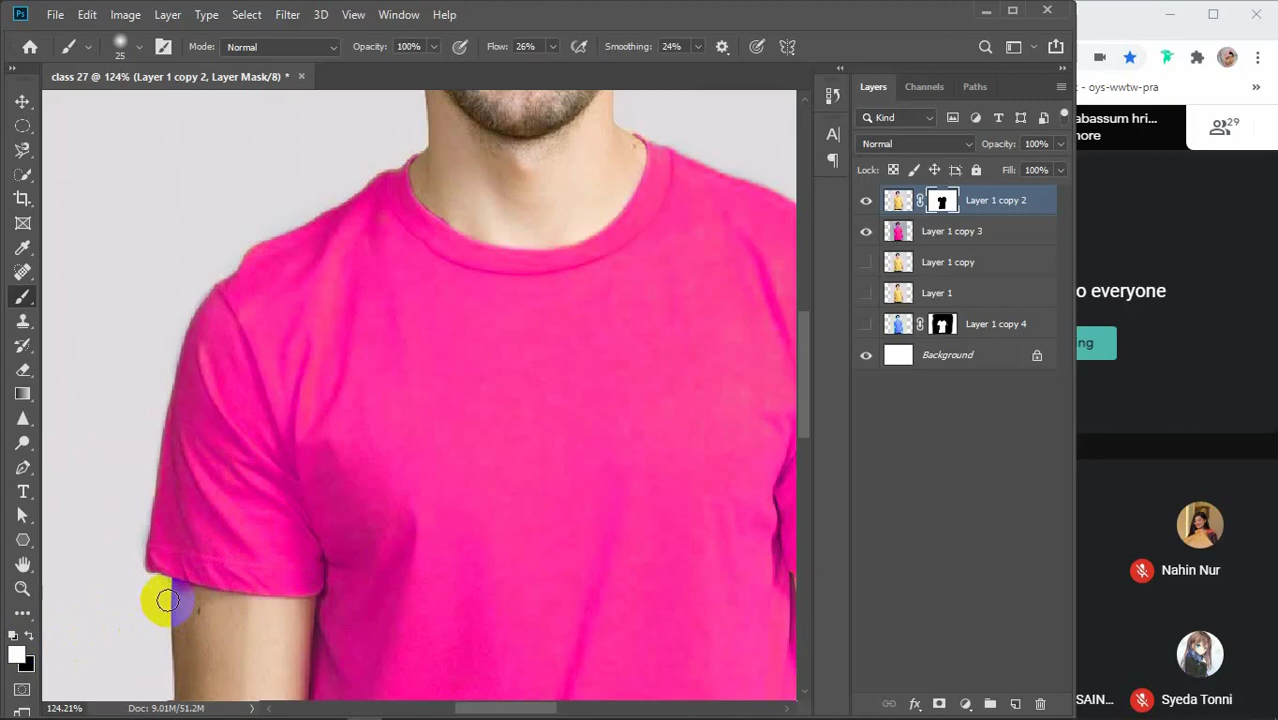 Ps File Edit Image Layer Type Select Filter 3D View Window Help
25 Mode: Normal Opacity: 100% Flow: 26% Smoothing: 24%
class 27 @ 124% (Layer 1 copy 2, Layer Mask/8) *
Layers Channels Paths
Kind
Normal Opacity: 100%
Lock: Fill: 100%
Layer 1 copy 2
Layer 1 copy 3
Layer 1 copy
Layer 1
Layer 1 copy 4
Background
124.21% Doc: 9.01M/51.2M
- oys-wwtw-pra
abassum hri...
more
29
o everyone
ng
Nahin Nur
SAIN...
Syeda Tonni